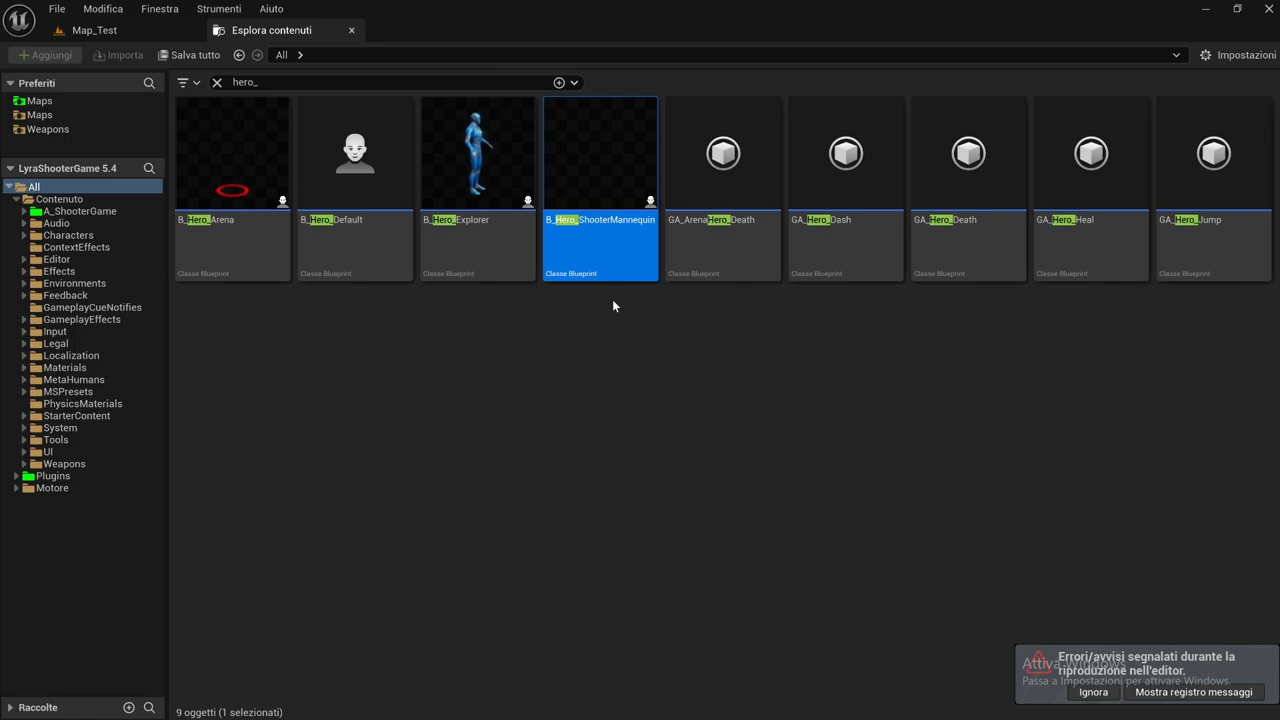 File Modifica Finestra Strumenti Aiuto
Map_Test Esplora contenuti
Aggiungi Importa Salva tutto All Impostazioni
Preferiti
Maps
Maps
Weapons
LyraShooterGame 5.4
All
Contenuto
A_ShooterGame
Audio
Characters
ContextEffects
Editor
Effects
Environments
Feedback
GameplayCueNotifies
GameplayEffects
Input
Legal
Localization
Materials
MetaHumans
MSPresets
PhysicsMaterials
StarterContent
System
Tools
UI
Weapons
Plugins
Motore
Raccolte
hero_
B_Hero_Arena B_Hero_Default B_Hero_Explorer B_Hero_ShooterMannequin GA_ArenaHero_Death GA_Hero_Dash GA_Hero_Death GA_Hero_Heal GA_Hero_Jump
Classe Blueprint Classe Blueprint Classe Blueprint Classe Blueprint Classe Blueprint Classe Blueprint Classe Blueprint Classe Blueprint Classe Blueprint
Errori/avvisi segnalati durante la
riproduzione nell'editor.
Attiva Windows
Passa a Impostazioni per attivare Windows.
Ignora Mostra registro messaggi
9 oggetti (1 selezionati)